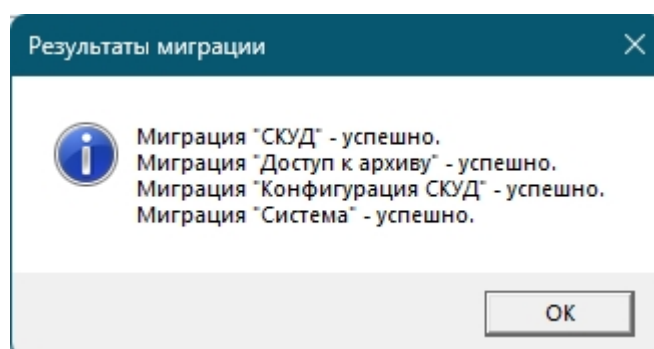 Результаты миграции
Миграция "СКУД" - успешно.
Миграция "Доступ к архиву" - успешно.
Миграция "Конфигурация СКУД" - успешно.
Миграция "Система" - успешно.
OK